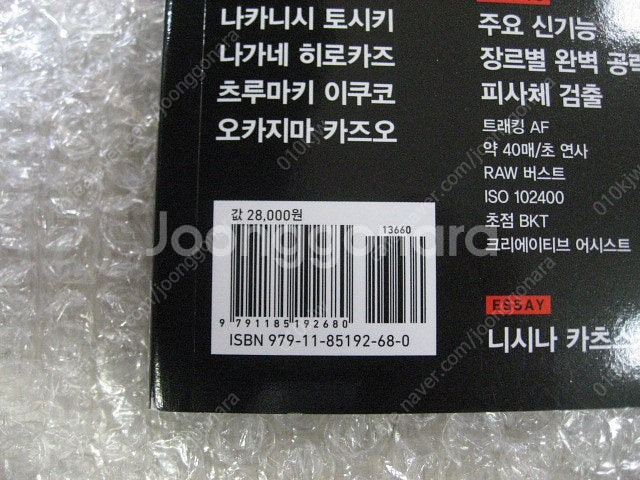 나카니시 토시키
나가네 히로카즈
츠루마키 이쿠코
오카지마 카즈오
주요 신기능
장르별 완벽 공략
피사체 검출
트래킹 AF
약 40매/초 연사
RAW 버스트
ISO 102400
초점 BKT
크리에이티브 어시스트
ESSAY
니시나 카츠
값 28,000원
13660
9 791185 192680
ISBN 979-11-85192-68-0
Joonggonara